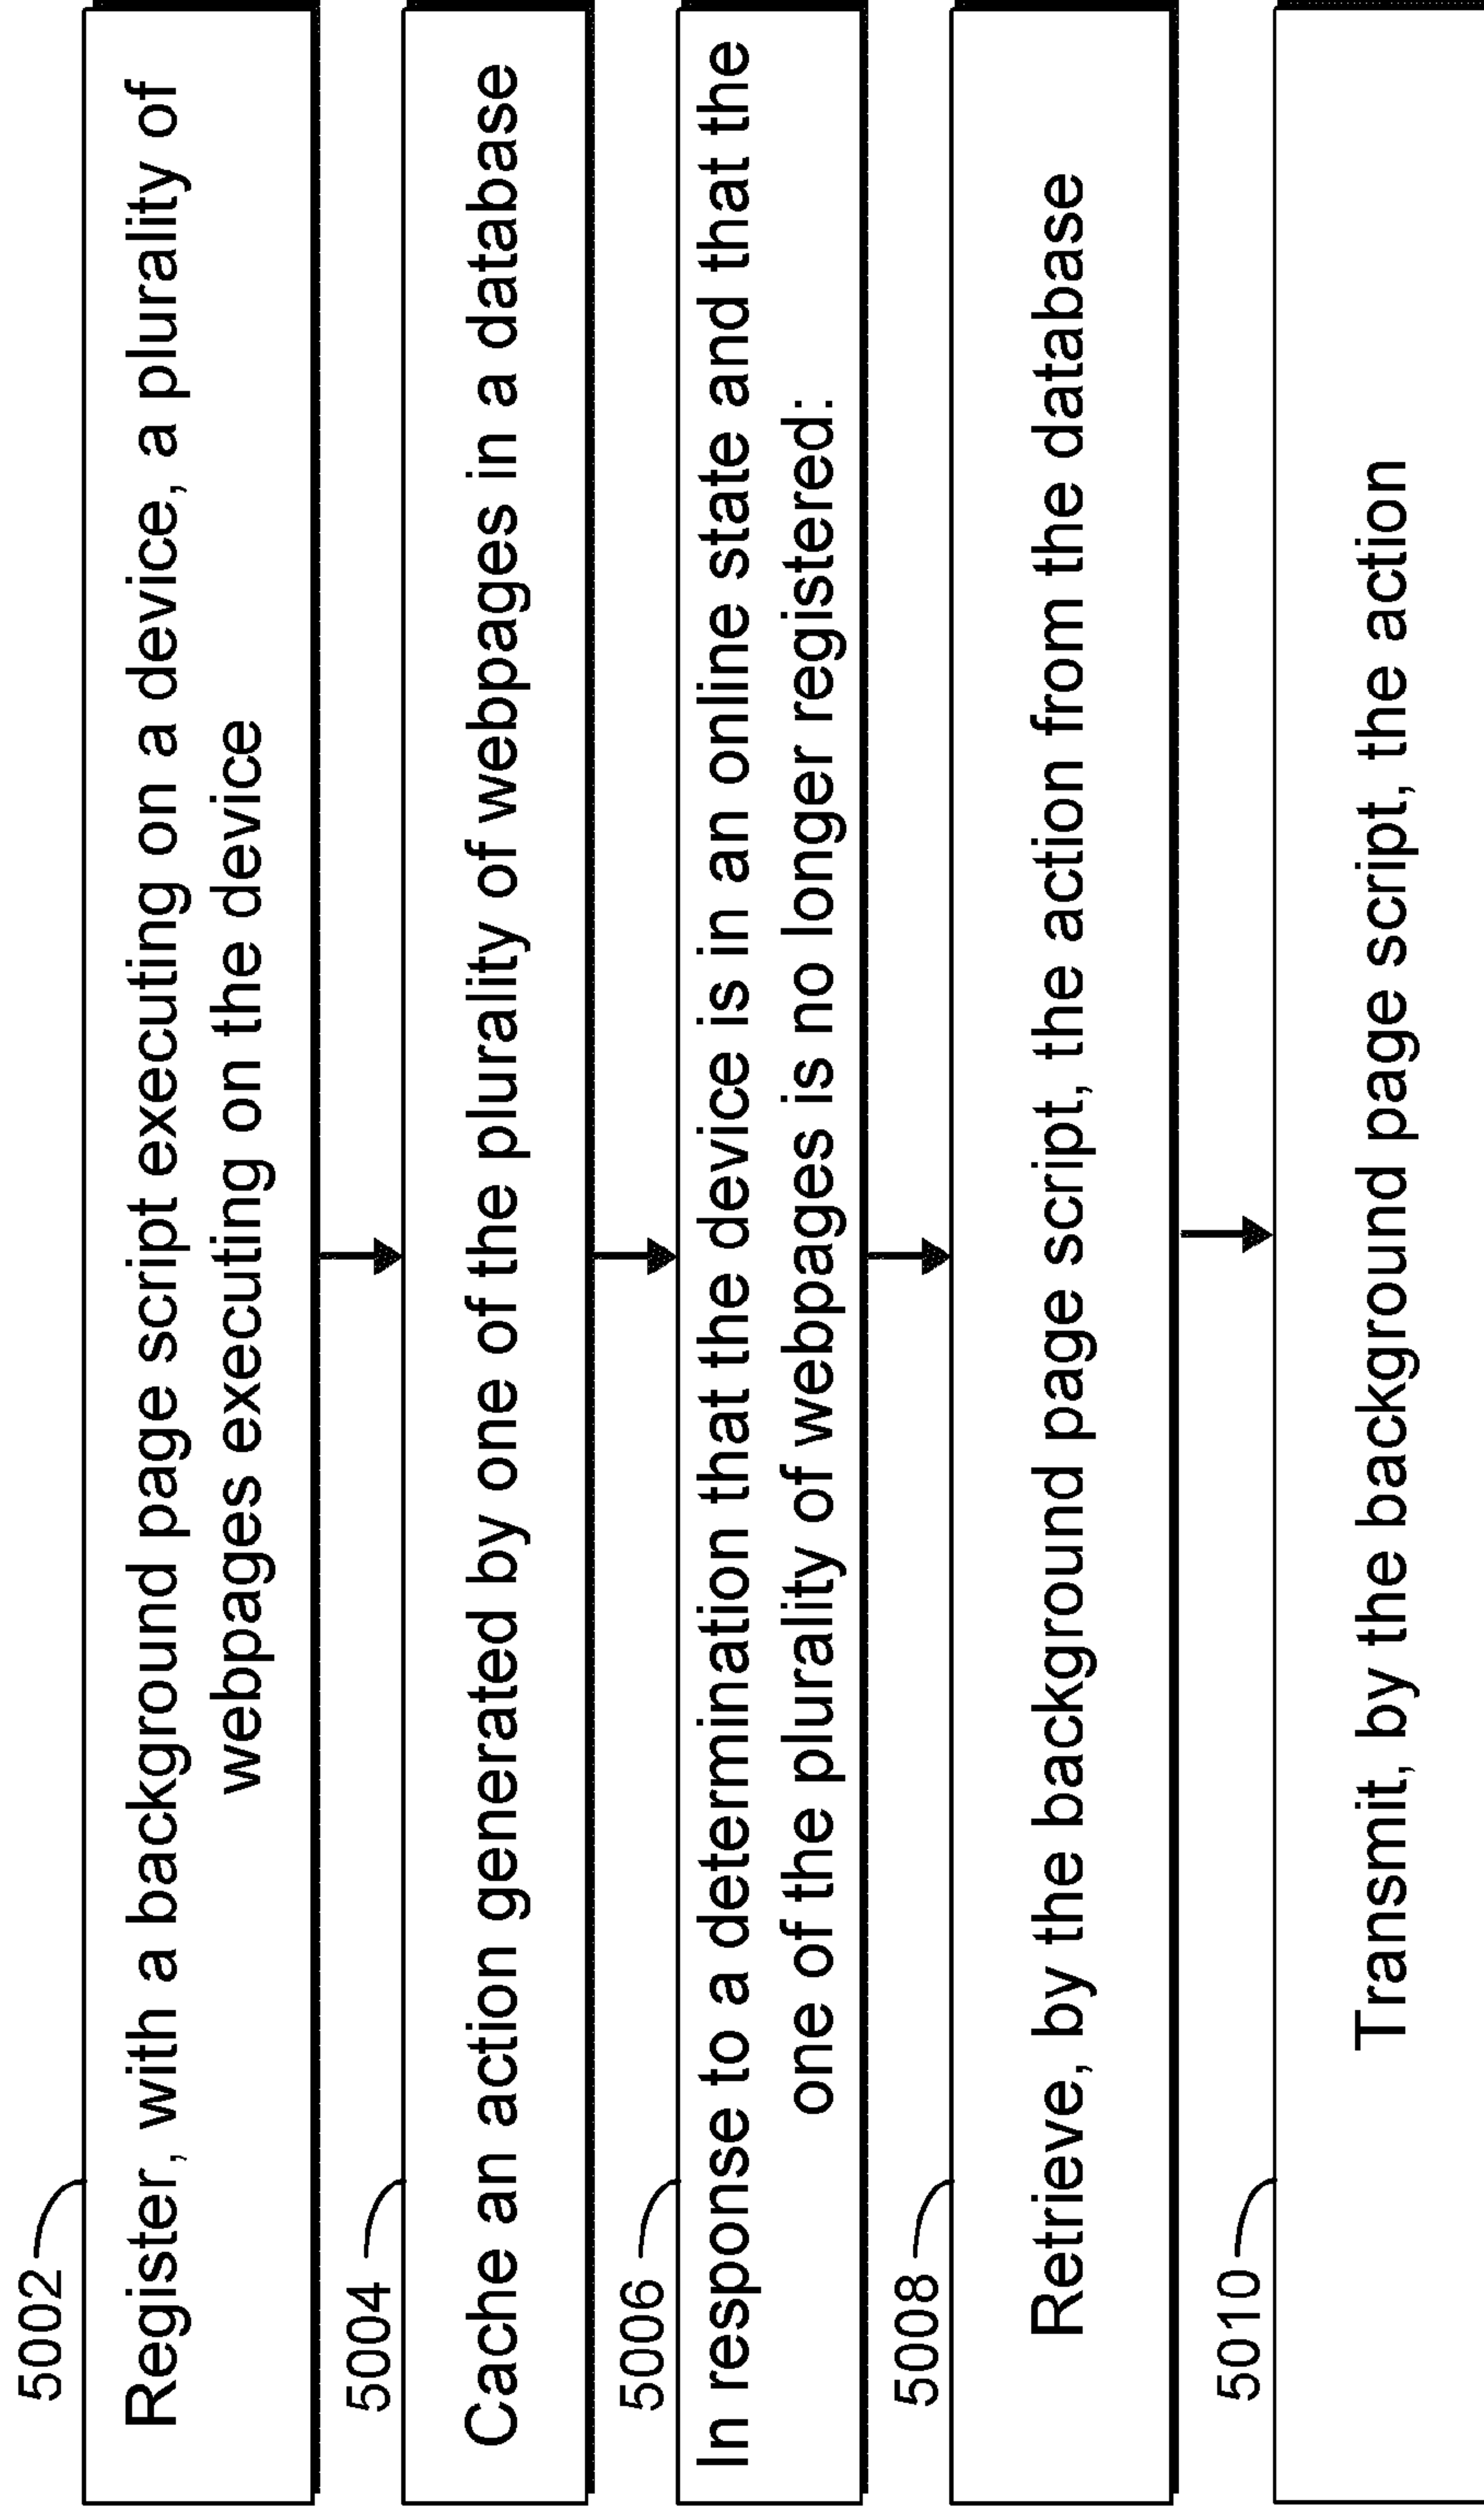 5002
Register, with a background page script executing on a device, a plurality of
webpages executing on the device
5004
Cache an action generated by one of the plurality of webpages in a database
5006
In response to a determination that the device is in an online state and that the
one of the plurality of webpages is no longer registered:
5008
Retrieve, by the background page script, the action from the database
5010
Transmit, by the background page script, the action